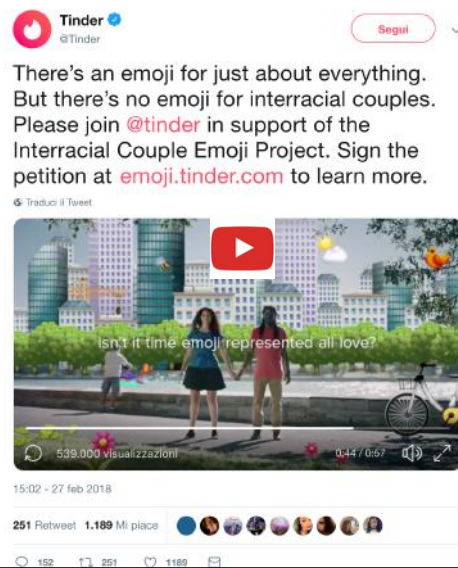 Tinder
@Tinder
Segui
There's an emoji for just about everything.
But there's no emoji for interracial couples.
Please join @tinder in support of the
Interracial Couple Emoji Project. Sign the
petition at emoji.tinder.com to learn more.
Traduci il Tweet
isn't it time emoji represented all love?
539.000 visualizzazioni
0:44 / 0:57
15:02 - 27 feb 2018
251 Retweet 1.189 Mi piace
152 251 1189